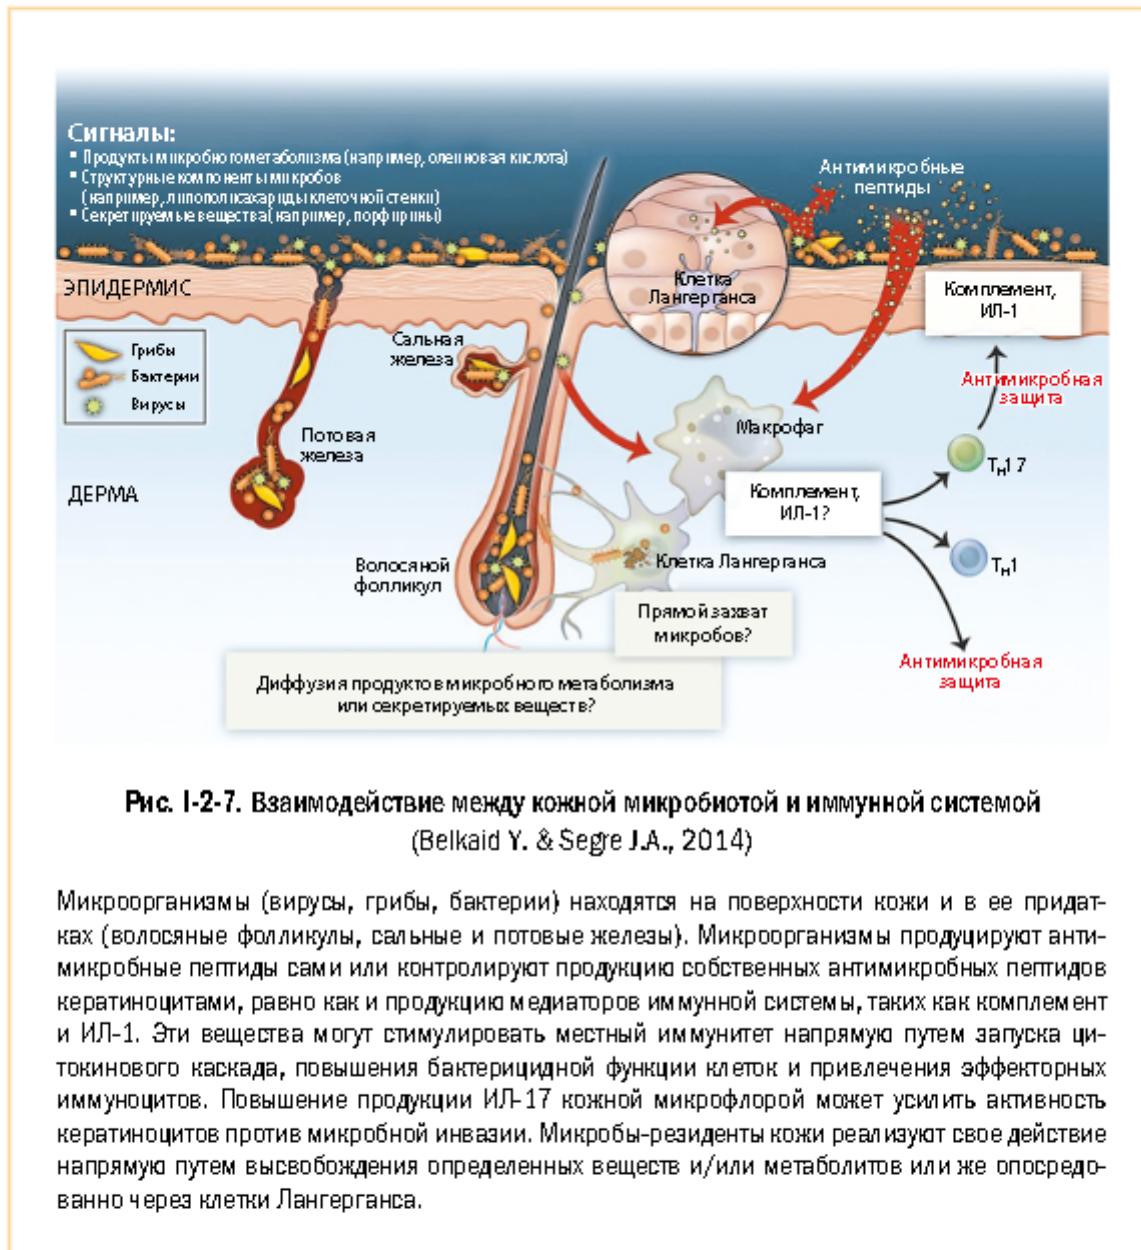 Сигналы:
▪ Продукты микробного метаболизма (например, олеиновая кислота)
▪ Структурные компоненты микробов
(например, липополисахариды клеточной стенки)
▪ Секретируемые вещества (например, порфирины)
Антимикробные
пептиды
ЭПИДЕРМИС
Клетка
Лангерганса
Комплемент,
ИЛ-1
Грибы
Бактерии
Вирусы
Сальная
железа
Антимикробная
защита
Макрофаг
Потовая
железа
Tн17
ДЕРМА
Комплемент,
ИЛ-1?
Волосяной
фолликул
Клетка Лангерганса
Tн1
Прямой захват
микробов?
Антимикробная
защита
Диффузия продуктов микробного метаболизма
или секретируемых веществ?
Рис. I-2-7. Взаимодействие между кожной микробиотой и иммунной системой
(Belkaid Y. & Segre J.A., 2014)
Микроорганизмы (вирусы, грибы, бактерии) находятся на поверхности кожи и в ее придат-
ках (волосяные фолликулы, сальные и потовые железы). Микроорганизмы продуцируют анти-
микробные пептиды сами или контролируют продукцию собственных антимикробных пептидов
кератиноцитами, равно как и продукцию медиаторов иммунной системы, таких как комплемент
и ИЛ-1. Эти вещества могут стимулировать местный иммунитет напрямую путем запуска ци-
токинового каскада, повышения бактерицидной функции клеток и привлечения эффекторных
иммуноцитов. Повышение продукции ИЛ-17 кожной микрофлорой может усилить активность
кератиноцитов против микробной инвазии. Микробы-резиденты кожи реализуют свое действие
напрямую путем высвобождения определенных веществ и/или метаболитов или же опосредо-
ванно через клетки Лангерганса.